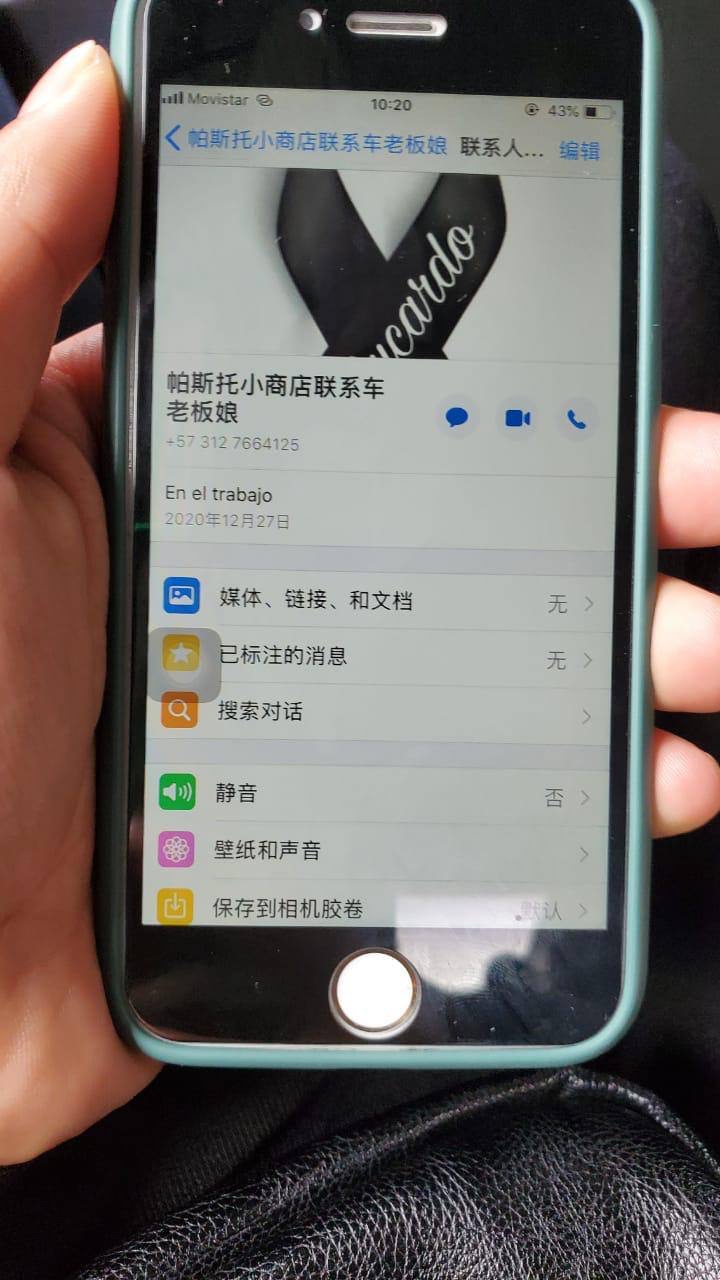 Movistar 10:20 43%
帕斯托小商店联系车老板娘 联系人... 编辑
帕斯托小商店联系车
老板娘
+57 312 7664125
En el trabajo
2020年12月27日
媒体、链接、和文档 无
已标注的消息 无
搜索对话
静音 否
壁纸和声音
保存到相机胶卷 默认